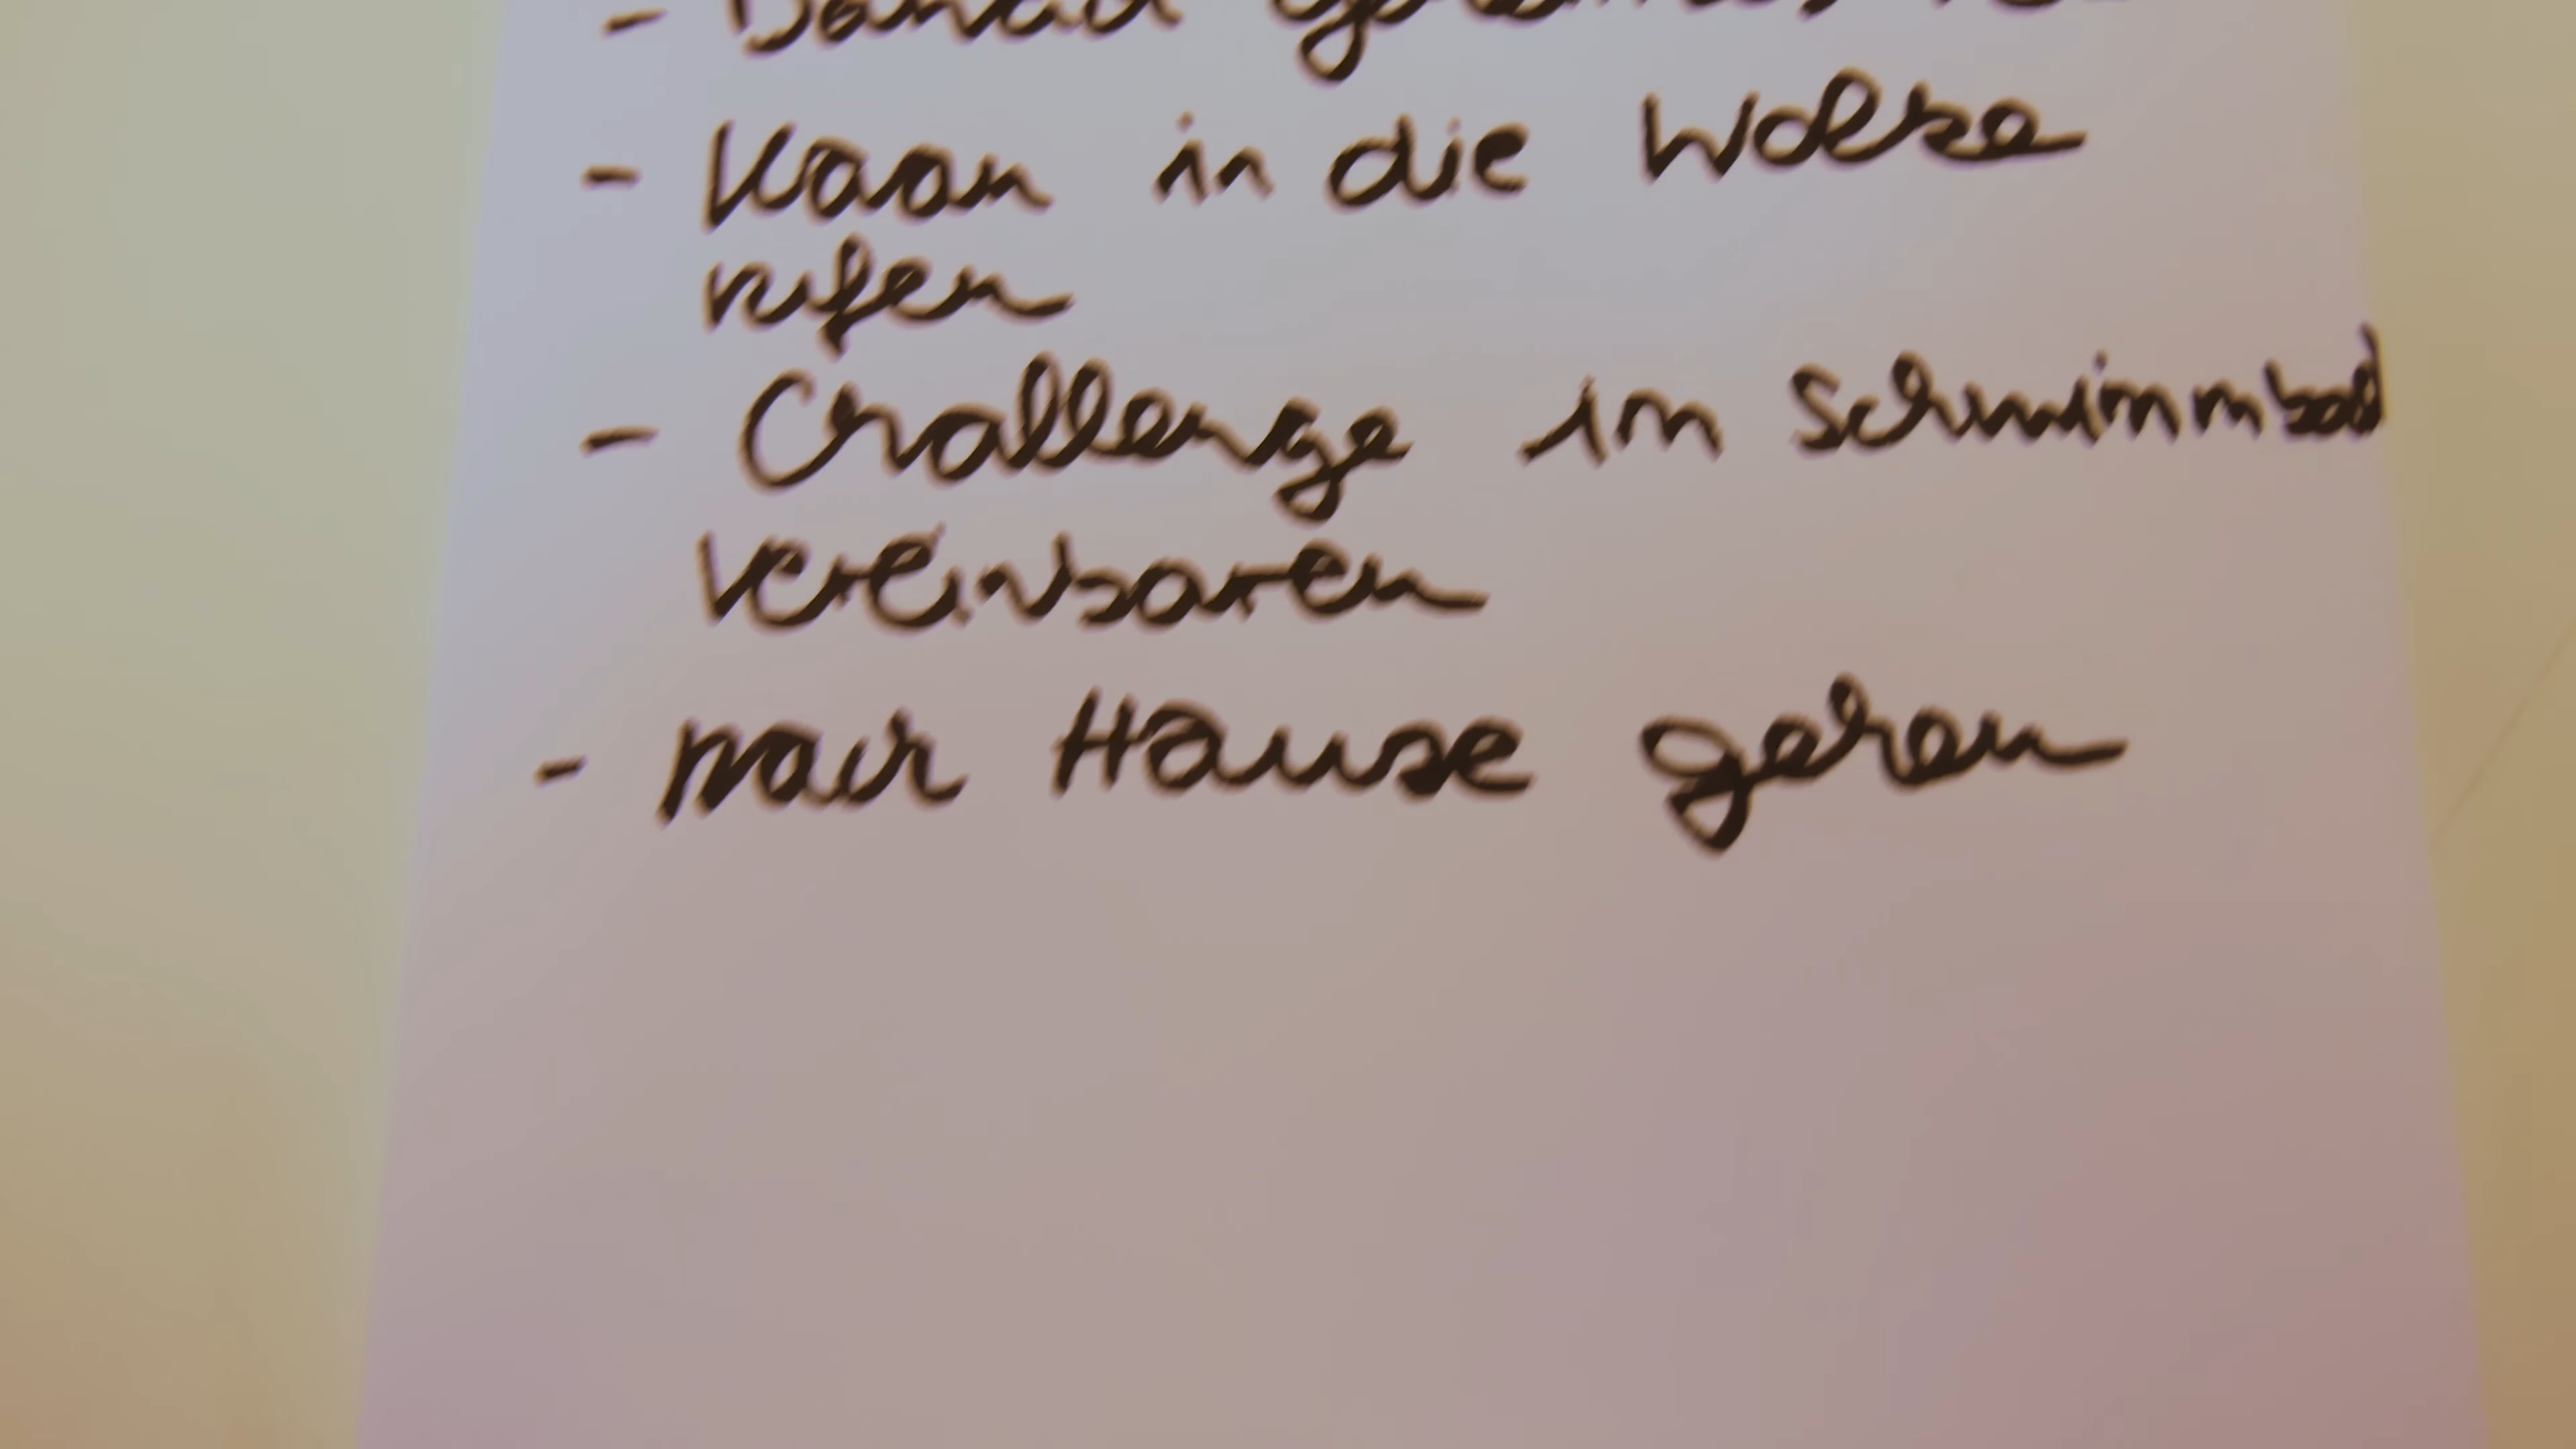 - Kaan in die Wolke
rufen
- Challenge im Schwimmbad
vereinbaren
- nach Hause gehen